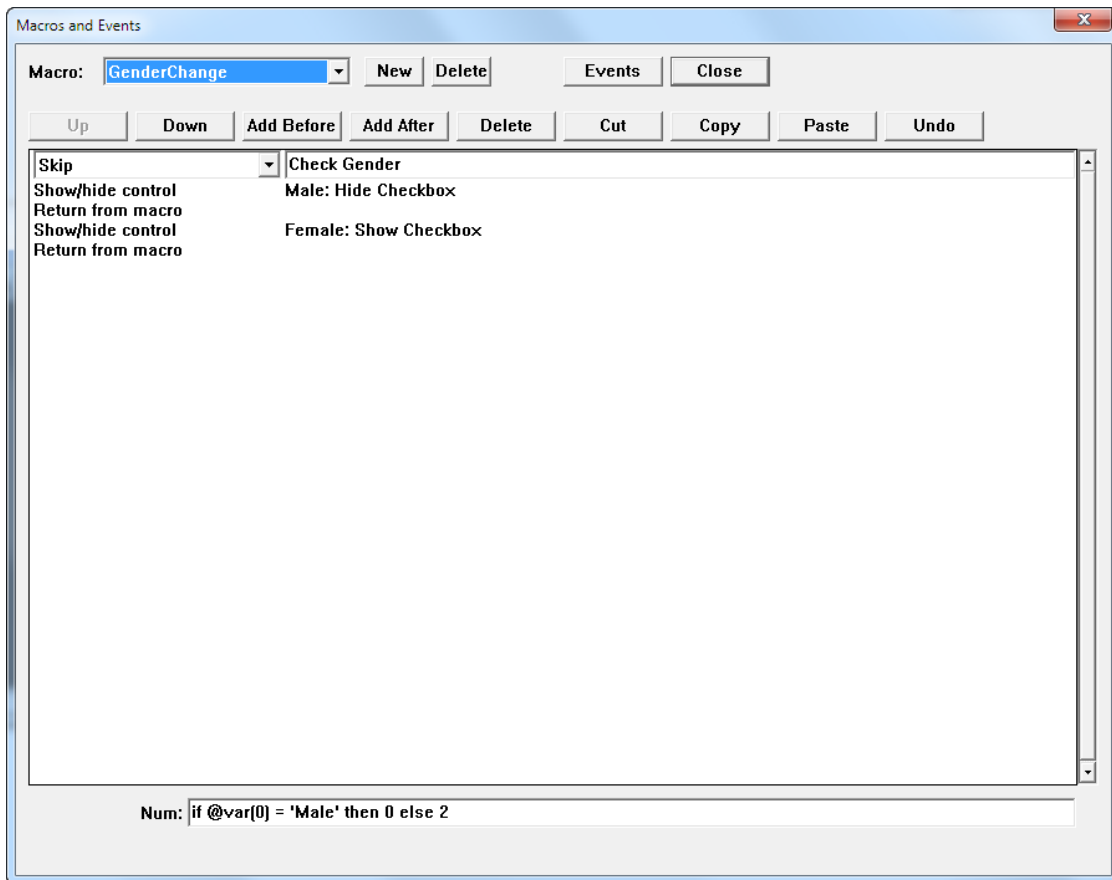 Macros and Events
Macro: GenderChange New Delete Events Close
Up Down Add Before Add After Delete Cut Copy Paste Undo
Skip Check Gender
Show/hide control Male: Hide Checkbox
Return from macro
Show/hide control Female: Show Checkbox
Return from macro
Num: if @var(0) = 'Male' then 0 else 2